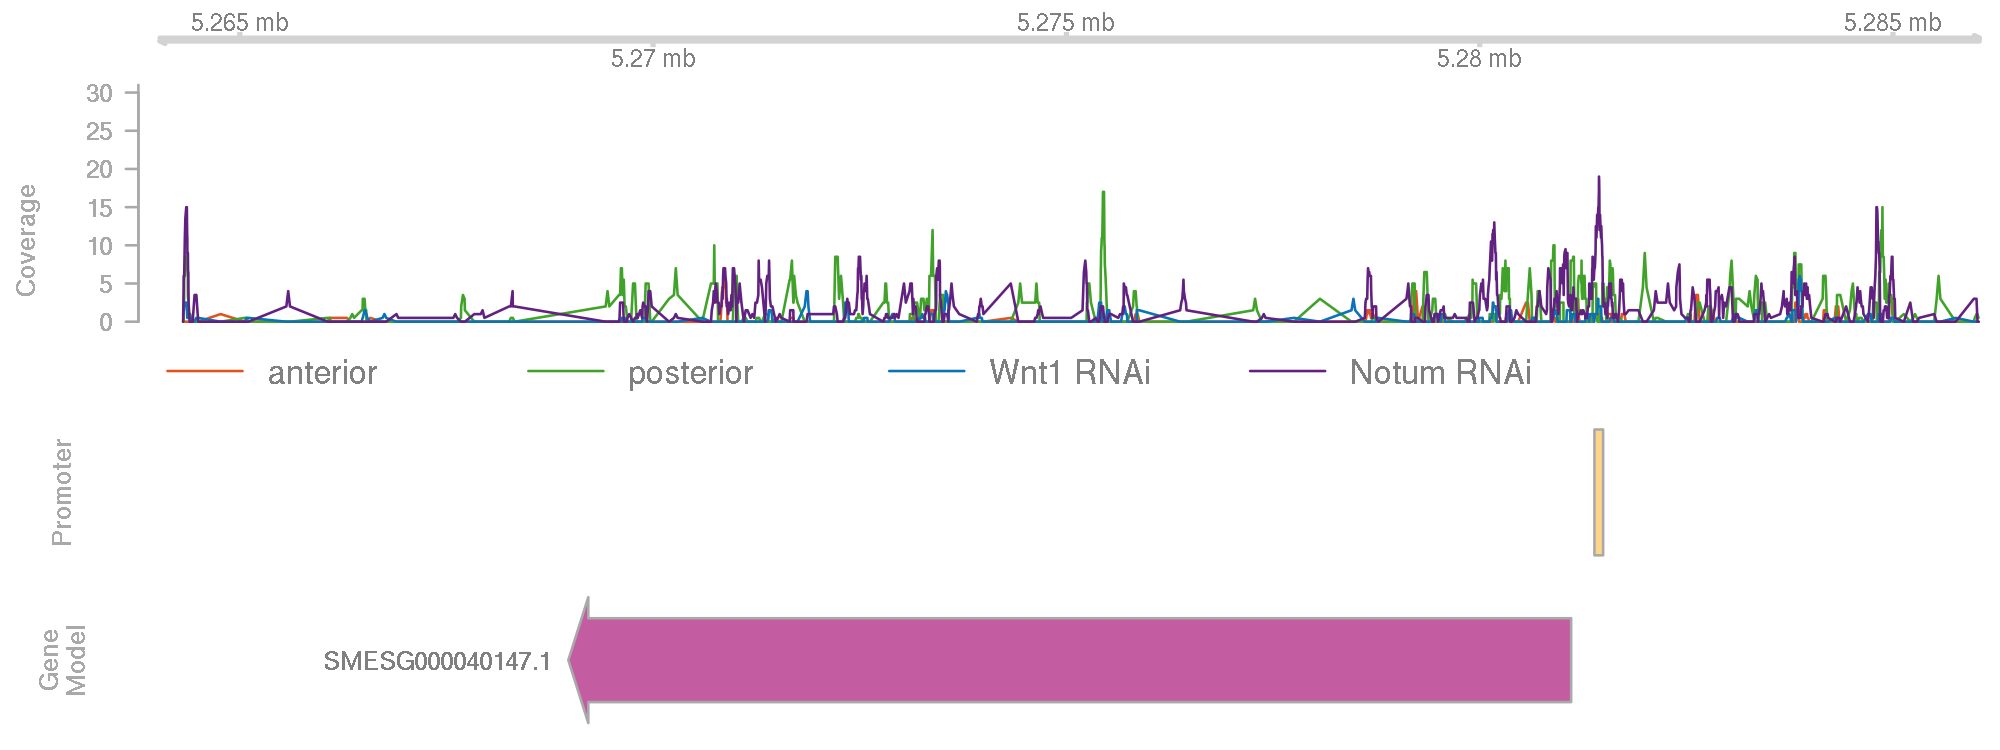 5.265 mb
5.275 mb
5.285 mb
5.27 mb
5.28 mb
Coverage
30
25
20
15
10
5
0
anterior
posterior
Wnt1 RNAi
Notum RNAi
Promoter
Gene
Model
SMESG000040147.1